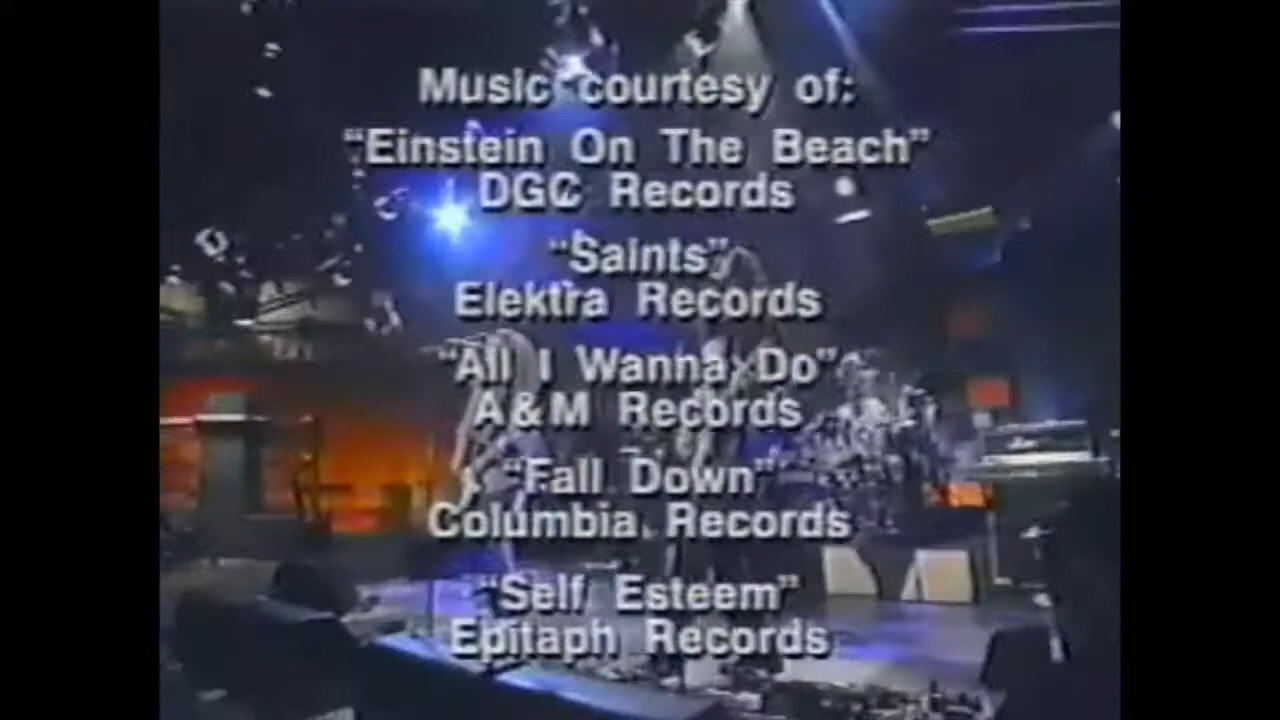 Music courtesy of:
“Einstein On The Beach”
DGC Records
“Saints”
Elektra Records
“All I Wanna Do”
A&M Records
“Fall Down”
Columbia Records
“Self Esteem”
Epitaph Records